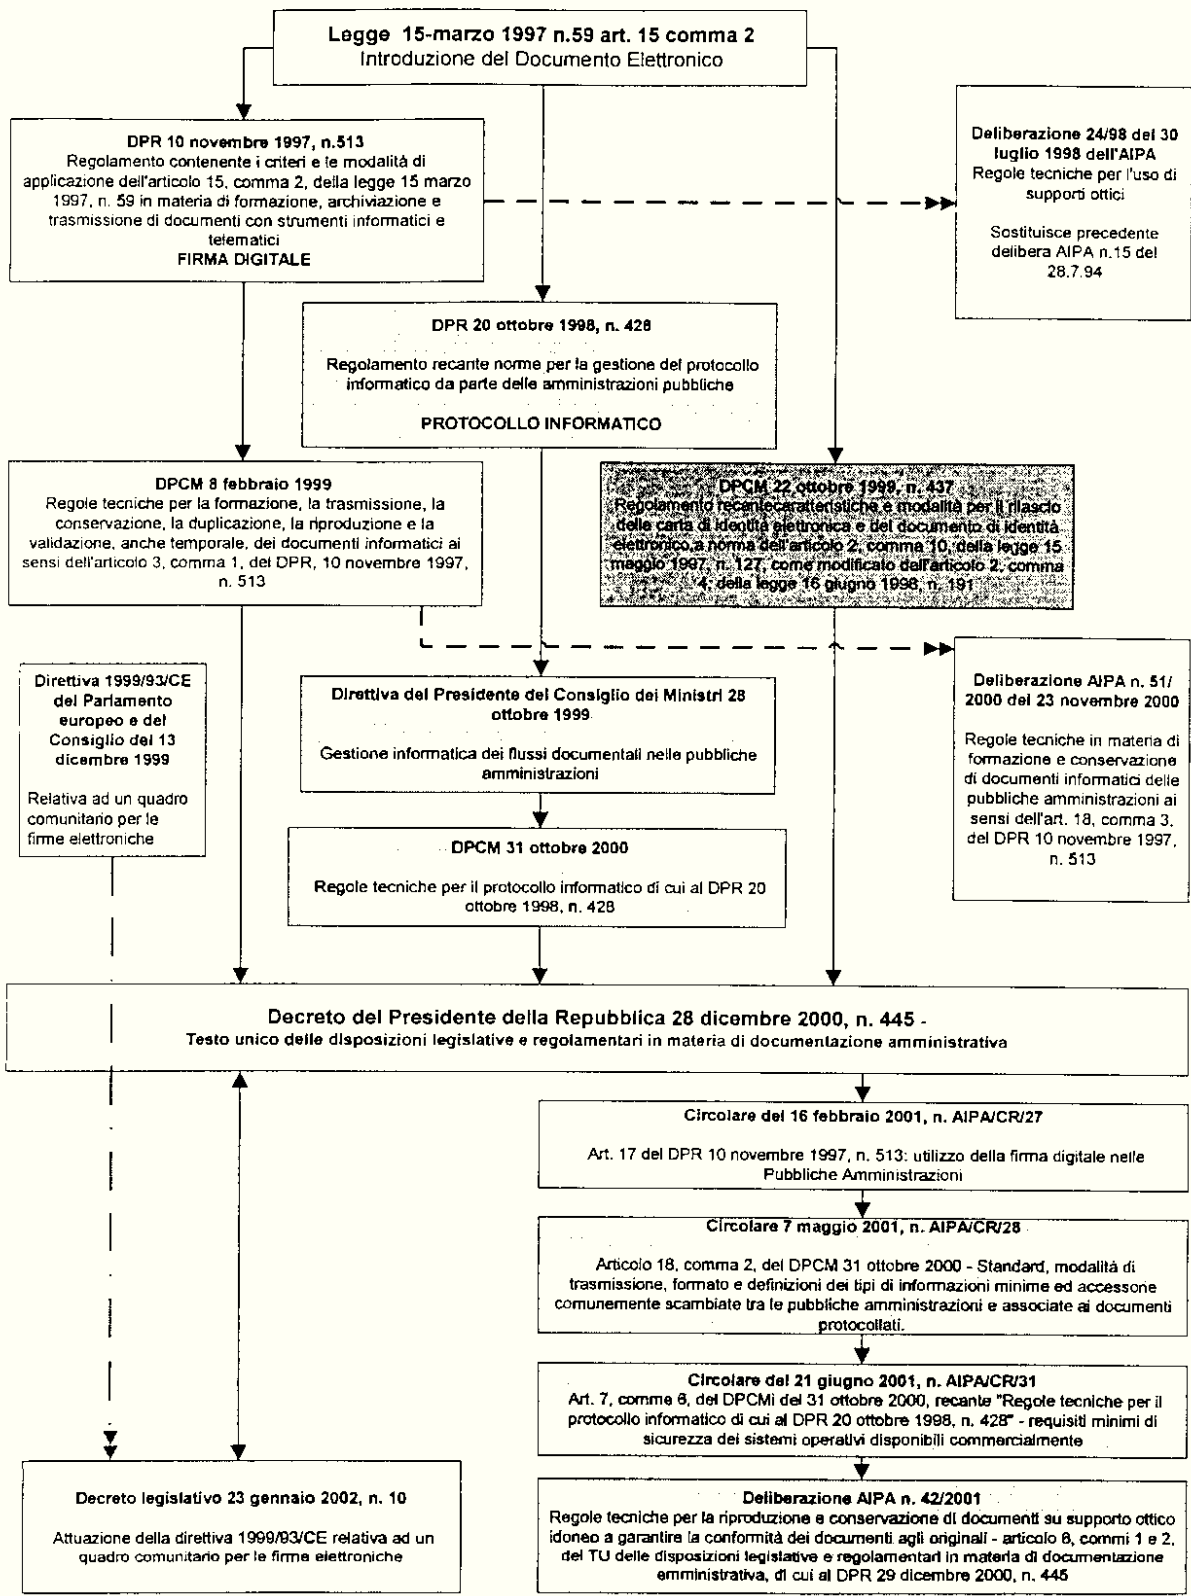 Legge 15-marzo 1997 n.59 art. 15 comma 2
Introduzione del Documento Elettronico
DPR 10 novembre 1997, n.513
Regolamento contenente i criteri e le modalità di
applicazione dell'articolo 15, comma 2, della legge 15 marzo
1997, n. 59 in materia di formazione, archiviazione e
trasmissione di documenti con strumenti informatici e
telematici
FIRMA DIGITALE
Deliberazione 24/98 del 30
luglio 1998 dell'AIPA
Regole tecniche per l'uso di
supporti ottici
Sostituisce precedente
delibera AIPA n.15 del
28.7.94
DPR 20 ottobre 1998, n. 428
Regolamento recante norme per la gestione del protocollo
informatico da parte delle amministrazioni pubbliche
PROTOCOLLO INFORMATICO
DPCM 8 febbraio 1999
Regole tecniche per la formazione, la trasmissione, la
conservazione, la duplicazione, la riproduzione e la
validazione, anche temporale, dei documenti informatici ai
sensi dell'articolo 3, comma 1, del DPR, 10 novembre 1997,
n. 513
DPCM 22 ottobre 1999, n. 437
Regolamento recantecaratteristiche e modalità per il rilascio
della carta di identità elettronica e del documento di identità
elettronico,a norma dell'articolo 2, comma 10, della legge 15
maggio 1997, n. 127, come modificato dall'articolo 2, comma
4, della legge 16 giugno 1998, n. 191
Direttiva 1999/93/CE
del Parlamento
europeo e del
Consiglio del 13
dicembre 1999
Relativa ad un quadro
comunitario per le
firme elettroniche
Direttiva del Presidente del Consiglio dei Ministri 28
ottobre 1999
Gestione informatica dei flussi documentali nelle pubbliche
amministrazioni
Deliberazione AIPA n. 51/
2000 del 23 novembre 2000
Regole tecniche in materia di
formazione e conservazione
di documenti informatici delle
pubbliche amministrazioni ai
sensi dell'art. 18, comma 3,
del DPR 10 novembre 1997,
n. 513
DPCM 31 ottobre 2000
Regole tecniche per il protocollo informatico di cui al DPR 20
ottobre 1998, n. 428
Decreto del Presidente della Repubblica 28 dicembre 2000, n. 445 -
Testo unico delle disposizioni legislative e regolamentari in materia di documentazione amministrativa
Circolare del 16 febbraio 2001, n. AIPA/CR/27
Art. 17 del DPR 10 novembre 1997, n. 513: utilizzo della firma digitale nelle
Pubbliche Amministrazioni
Circolare 7 maggio 2001, n. AIPA/CR/28
Articolo 18, comma 2, del DPCM 31 ottobre 2000 - Standard, modalità di
trasmissione, formato e definizioni dei tipi di informazioni minime ed accessorie
comunemente scambiate tra le pubbliche amministrazioni e associate ai documenti
protocollati.
Circolare del 21 giugno 2001, n. AIPA/CR/31
Art. 7, comme 6, del DPCMi del 31 ottobre 2000, recante "Regole tecniche per il
protocollo informatico di cui al DPR 20 ottobre 1998, n. 428" - requisiti minimi di
sicurezza dei sistemi operativi disponibili commercialmente
Decreto legislativo 23 gennaio 2002, n. 10
Attuazione della direttiva 1999/93/CE relativa ad un
quadro comunitario per le firme elettroniche
Deliberazione AIPA n. 42/2001
Regole tecniche per la riproduzione e conservazione di documenti su supporto ottico
idoneo a garantire la conformità dei documenti agli originali - articolo 6, commi 1 e 2,
del TU delle disposizioni legislative e regolamentari in materia di documentazione
amministrativa, di cui al DPR 29 dicembre 2000, n. 445